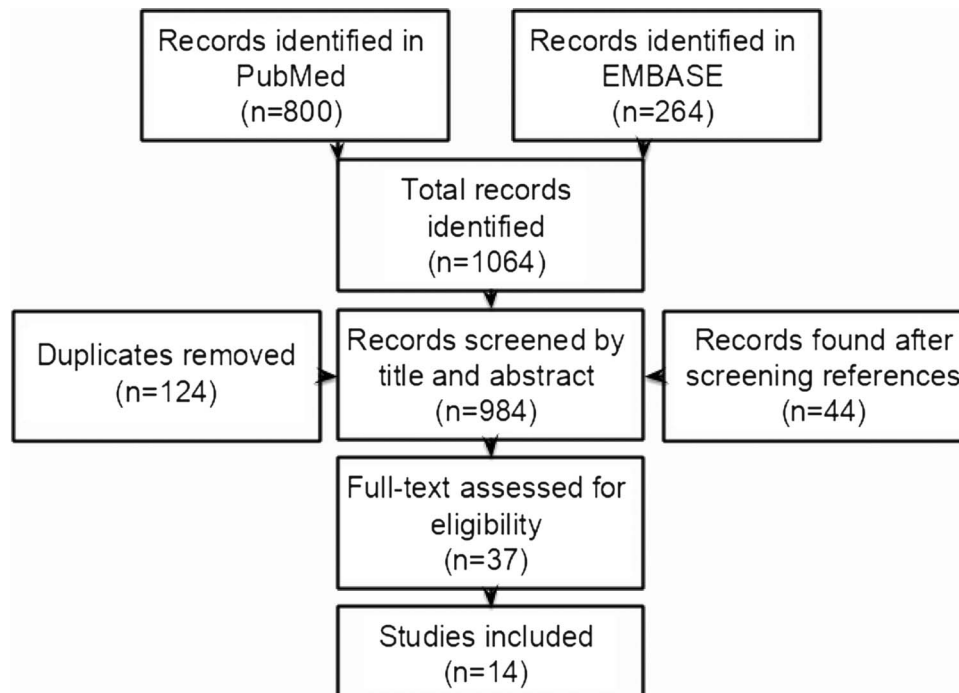 Records identified in
PubMed
(n=800)
Records identified in
EMBASE
(n=264)
Total records
identified
(n=1064)
Duplicates removed
(n=124)
Records screened by
title and abstract
(n=984)
Records found after
screening references
(n=44)
Full-text assessed for
eligibility
(n=37)
Studies included
(n=14)